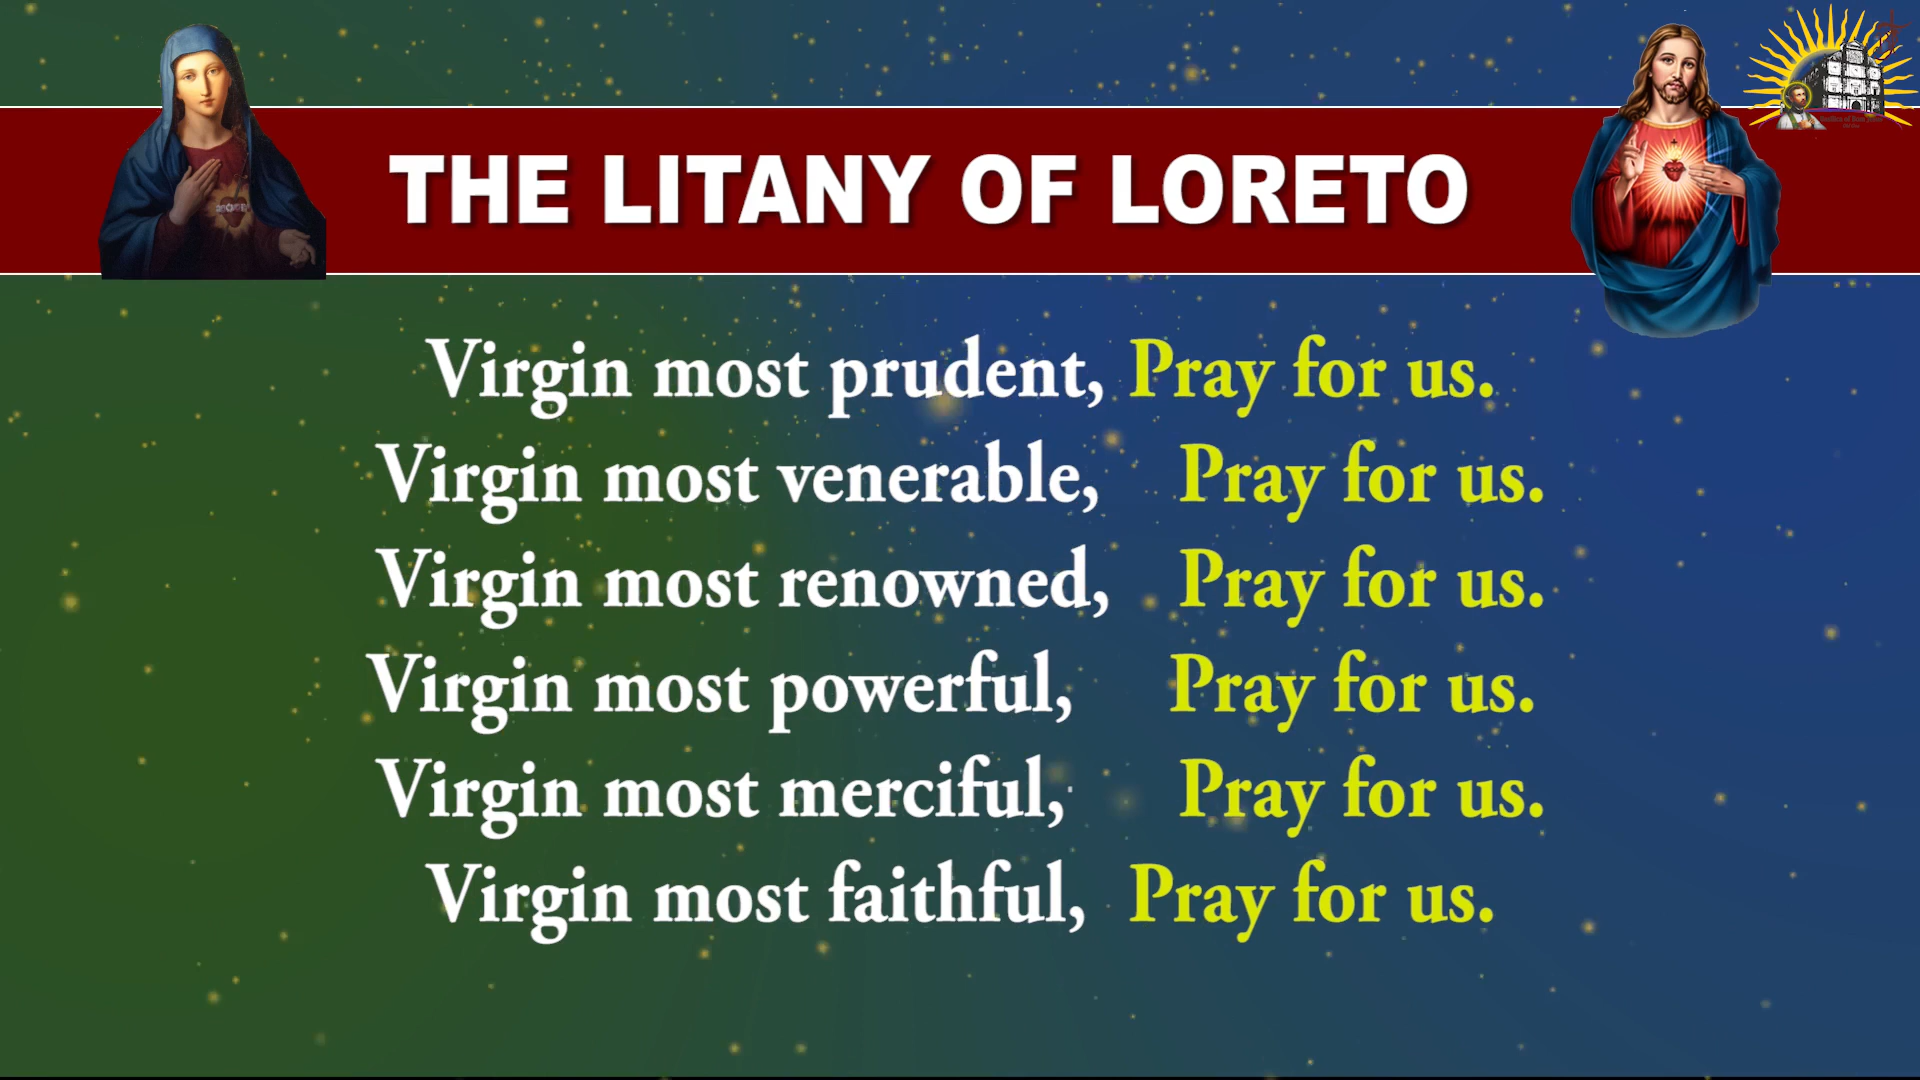 THE LITANY OF LORETO
Virgin most prudent, Pray for us.
Virgin most venerable, Pray for us.
Virgin most renowned, Pray for us.
Virgin most powerful, Pray for us.
Virgin most merciful, Pray for us.
Virgin most faithful, Pray for us.